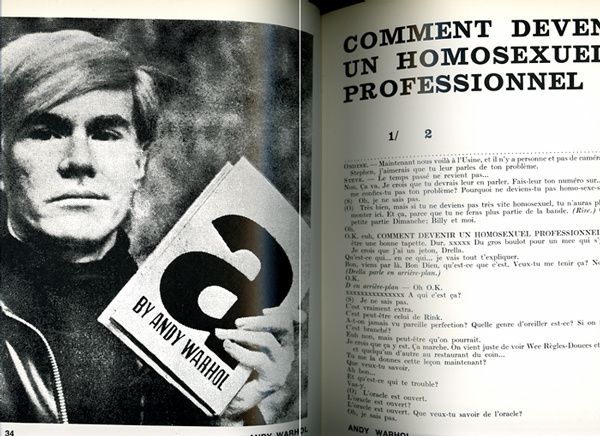 a
BY ANDY WARHOL
34
ANDY WARHOL
COMMENT DEVEN
UN HOMOSEXUEL
PROFESSIONNEL
1/ 2
ONDINE. — Maintenant nous voilà à l'Usine, et il n'y a personne et pas de camér
Stephen, j'aimerais que tu leur parles de ton problème.
STEVE. — Le temps passé ne revient pas...
Non. Ça va. Je crois que tu devrais leur en parler. Fais-leur ton numéro sur...
me confies-tu pas ton problème? Pourquoi ne deviens-tu pas homo-sexe-s
(S) Oh, je ne sais pas.
(O) Très bien, mais si tu ne deviens pas très vite homosexuel, tu n'auras pl
monter ici. Et ça, parce que tu ne feras plus partie de la bande. (Rire.)
petite partie Dimanche; Billy et moi.
Oh.
O.K. euh, COMMENT DEVENIR UN HOMOSEXUEL PROFESSIONNEL
être une bonne tapette. Dur. xxxxx Du gros boulot pour un mec qui s'
Je crois que j'ai un jeton, Drella.
Qu'est-ce qui... en ce qui... je vais tout t'expliquer.
Bon, viens par là. Bon Dieu, qu'est-ce que c'est. Veux-tu me tenir ça? No
(Drella parle en arrière-plan.)
O.K.
D en arrière-plan — Oh O.K.
xxxxxxxxxxxxxxx A qui c'est ça?
(S) Je ne sais pas.
C'est vraiment extra.
C'est peut-être celui de Rink.
A-t-on jamais vu pareille perfection? Quelle genre d'oreiller est-ce? Si on
C'est branché?
Euh non, mais peut-être qu'on pourrait.
Je crois que ça y est. Ça marche. On vient juste de voir Wee Règles-Douces et
et quelqu'un d'autre au restaurant du coin...
Tu me la donnes cette leçon maintenant?
Que veux-tu savoir.
Ah bon...
Et qu'est-ce qui te trouble?
Vas-y.
(O) L'oracle est ouvert.
L'oracle est ouvert?
L'oracle est ouvert. Que veux-tu savoir de l'oracle?
Oh, je sais pas.
ANDY WARHOL